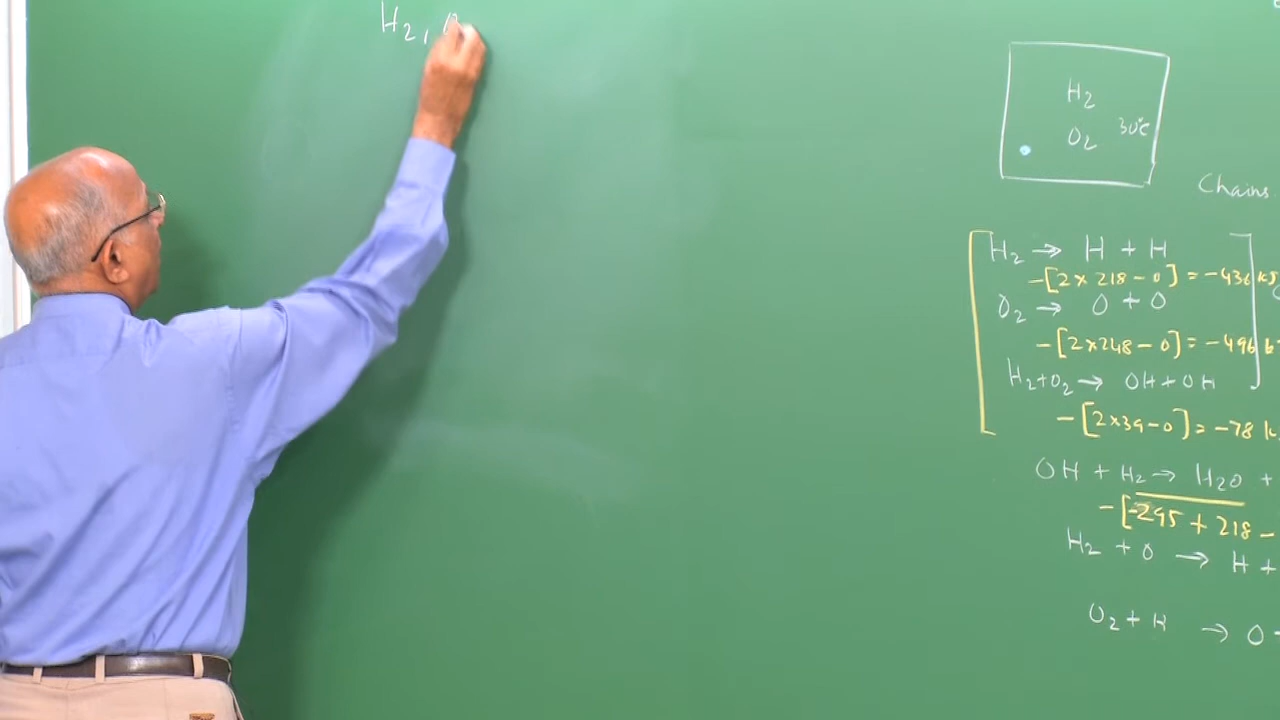 H2,
H2
O2 30°C
Chains
H2 → H + H
-[2×218-0] = -436 kJ
O2 → O + O
-[2×248-0] = -496 k
H2+O2 → OH+OH
-[2×39-0] = -78 k
OH + H2 → H2O +
-[-295 + 218 -
H2 + O → H +
O2 + H → O